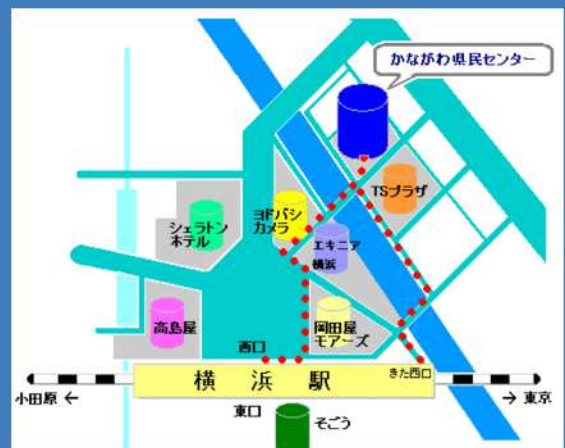 かながわ県民センター
TSプラザ
ヨドバシ
カメラ
シェラトン
ホテル
エキニア
横浜
高島屋
岡田屋
モアーズ
西口
きた西口
横浜駅
小田原 ←
→ 東京
東口
そごう